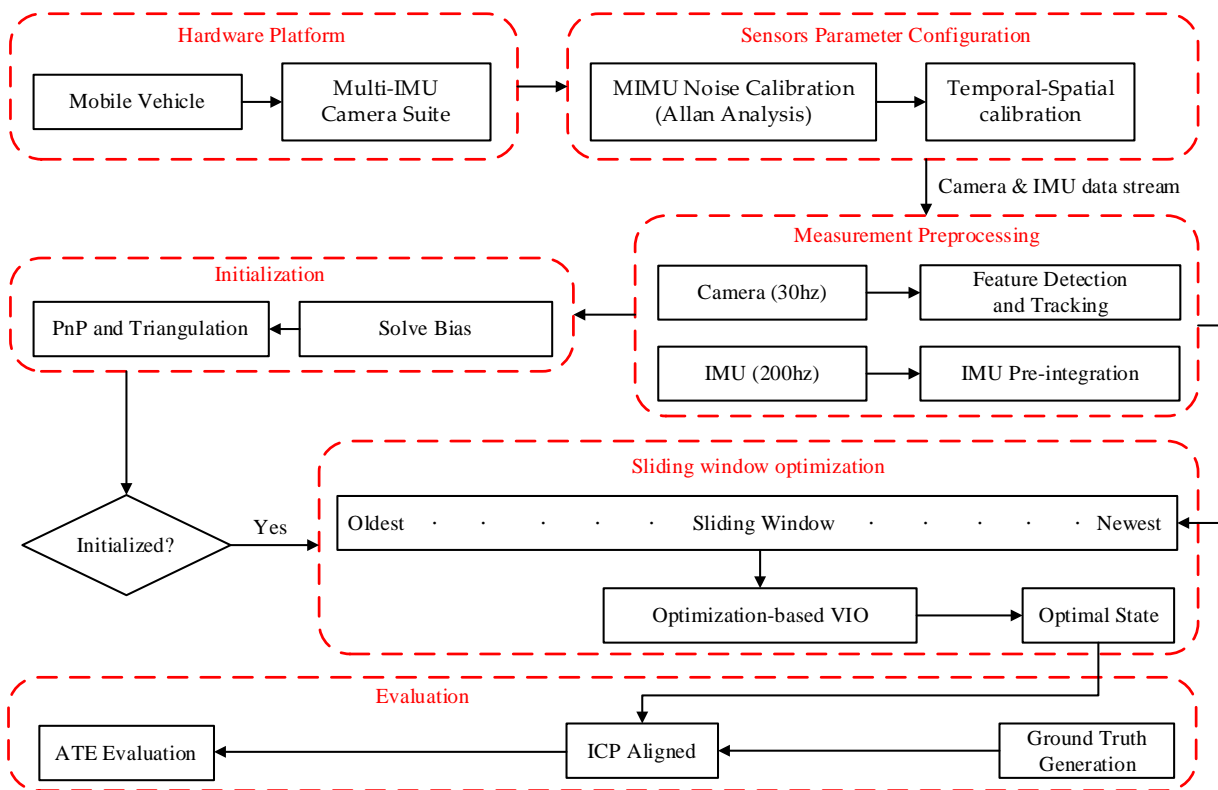 Hardware Platform
Mobile Vehicle
Multi-IMU
Camera Suite
Sensors Parameter Configuration
MIMU Noise Calibration
(Allan Analysis)
Temporal-Spatial
calibration
Camera & IMU data stream
Measurement Preprocessing
Camera (30hz)
Feature Detection
and Tracking
IMU (200hz)
IMU Pre-integration
Initialization
PnP and Triangulation
Solve Bias
Initialized?
Yes
Sliding window optimization
Oldest · · · · · Sliding Window · · · · · Newest
Optimization-based VIO
Optimal State
Evaluation
ATE Evaluation
ICP Aligned
Ground Truth
Generation